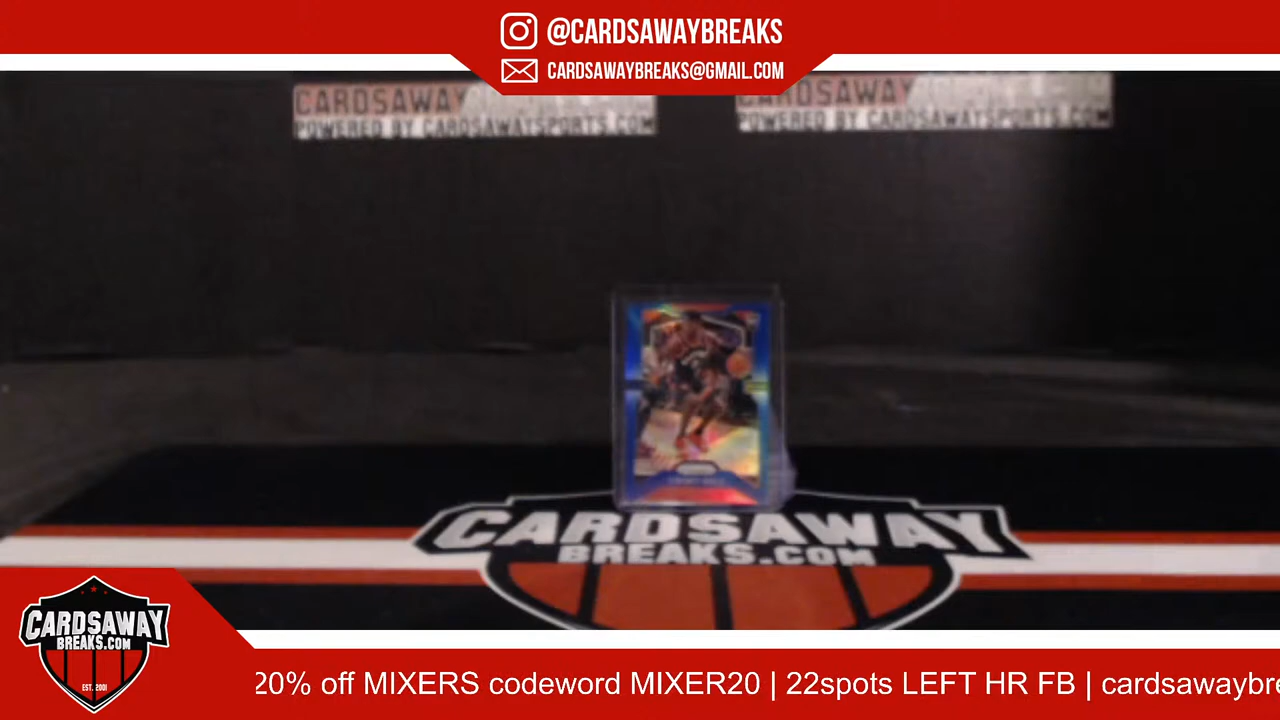 @CARDSAWAYBREAKS
CARDSAWAYBREAKS@GMAIL.COM
CARDSAWAY
POWERED BY CARDSAWAYSPORTS.COM
CARDSAWAY
POWERED BY CARDSAWAYSPORTS.COM
CARDSAWAY
BREAKS.COM
CARDSAWAY
BREAKS.COM
EST. 2001
20% off MIXERS codeword MIXER20 | 22spots LEFT HR FB | cardsawaybre